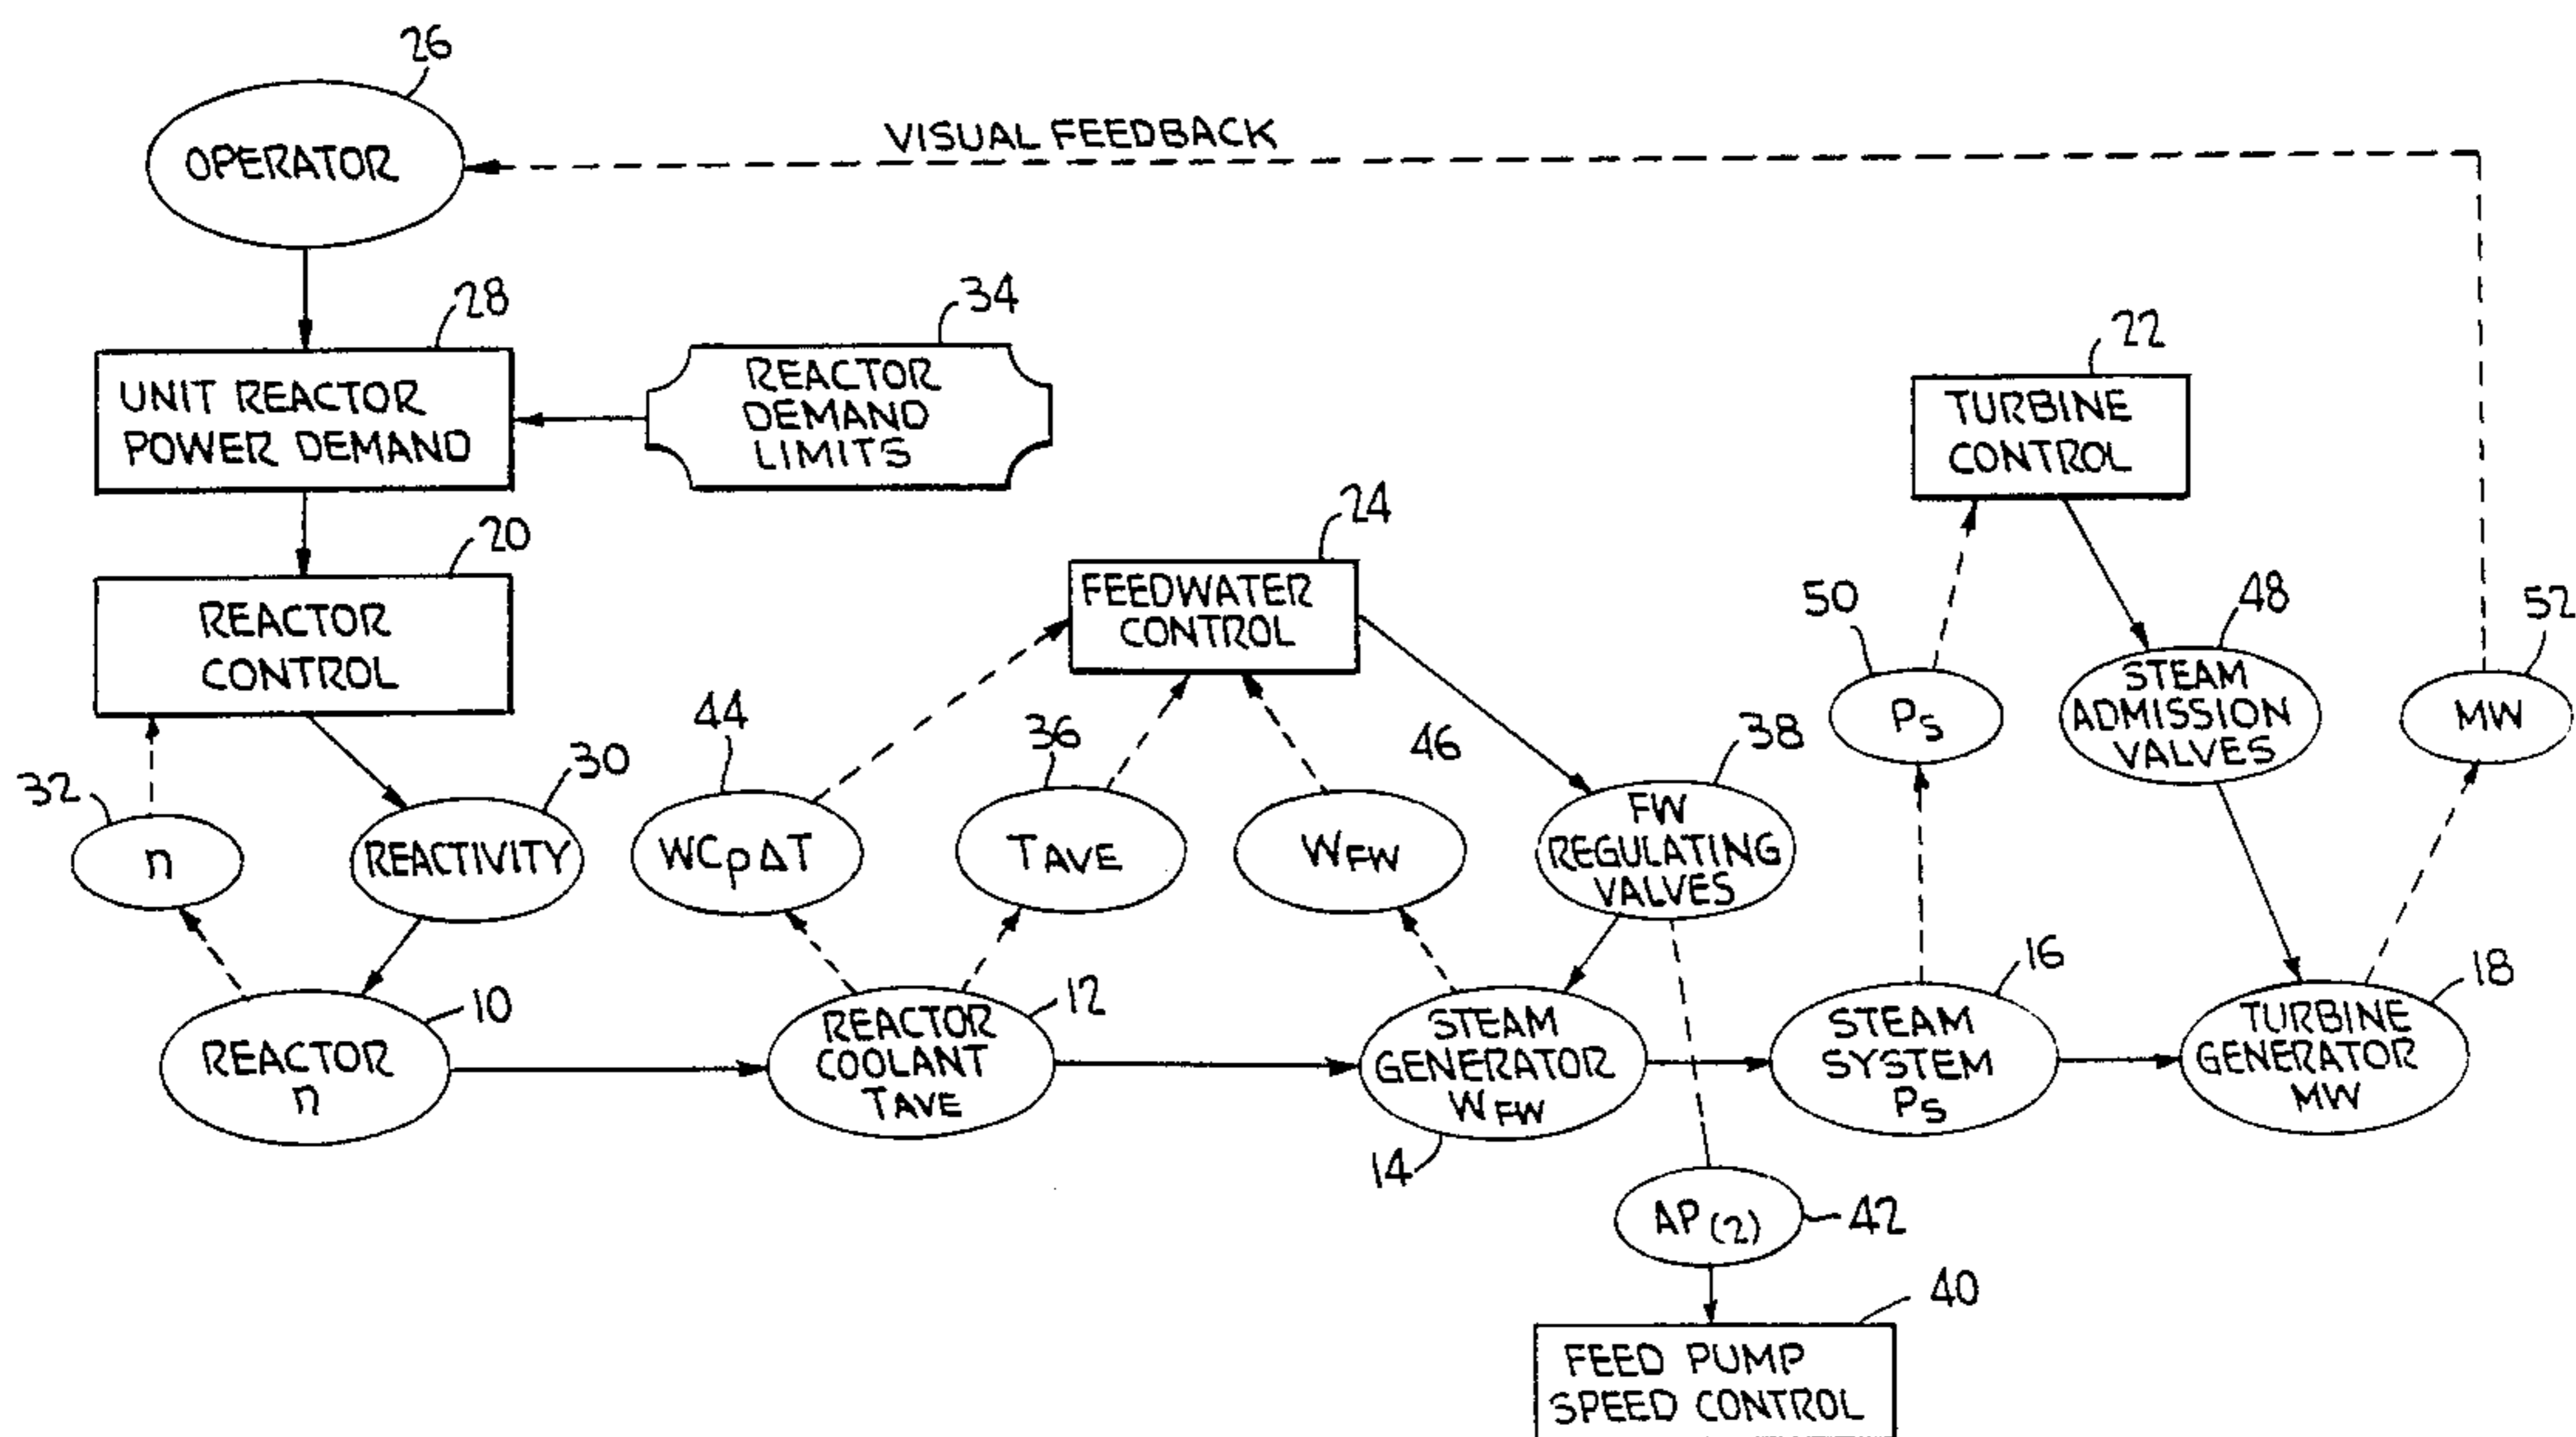 26
OPERATOR
VISUAL FEEDBACK
28
UNIT REACTOR
POWER DEMAND
34
REACTOR
DEMAND
LIMITS
22
TURBINE
CONTROL
20
REACTOR
CONTROL
24
FEEDWATER
CONTROL
50
PS
48
STEAM
ADMISSION
VALVES
52
MW
32
n
30
REACTIVITY
44
WCpΔT
36
TAVE
46
WFW
38
FW
REGULATING
VALVES
10
REACTOR
n
12
REACTOR
COOLANT
TAVE
14
STEAM
GENERATOR
WFW
16
STEAM
SYSTEM
PS
18
TURBINE
GENERATOR
MW
AP(2)
42
40
FEED PUMP
SPEED CONTROL